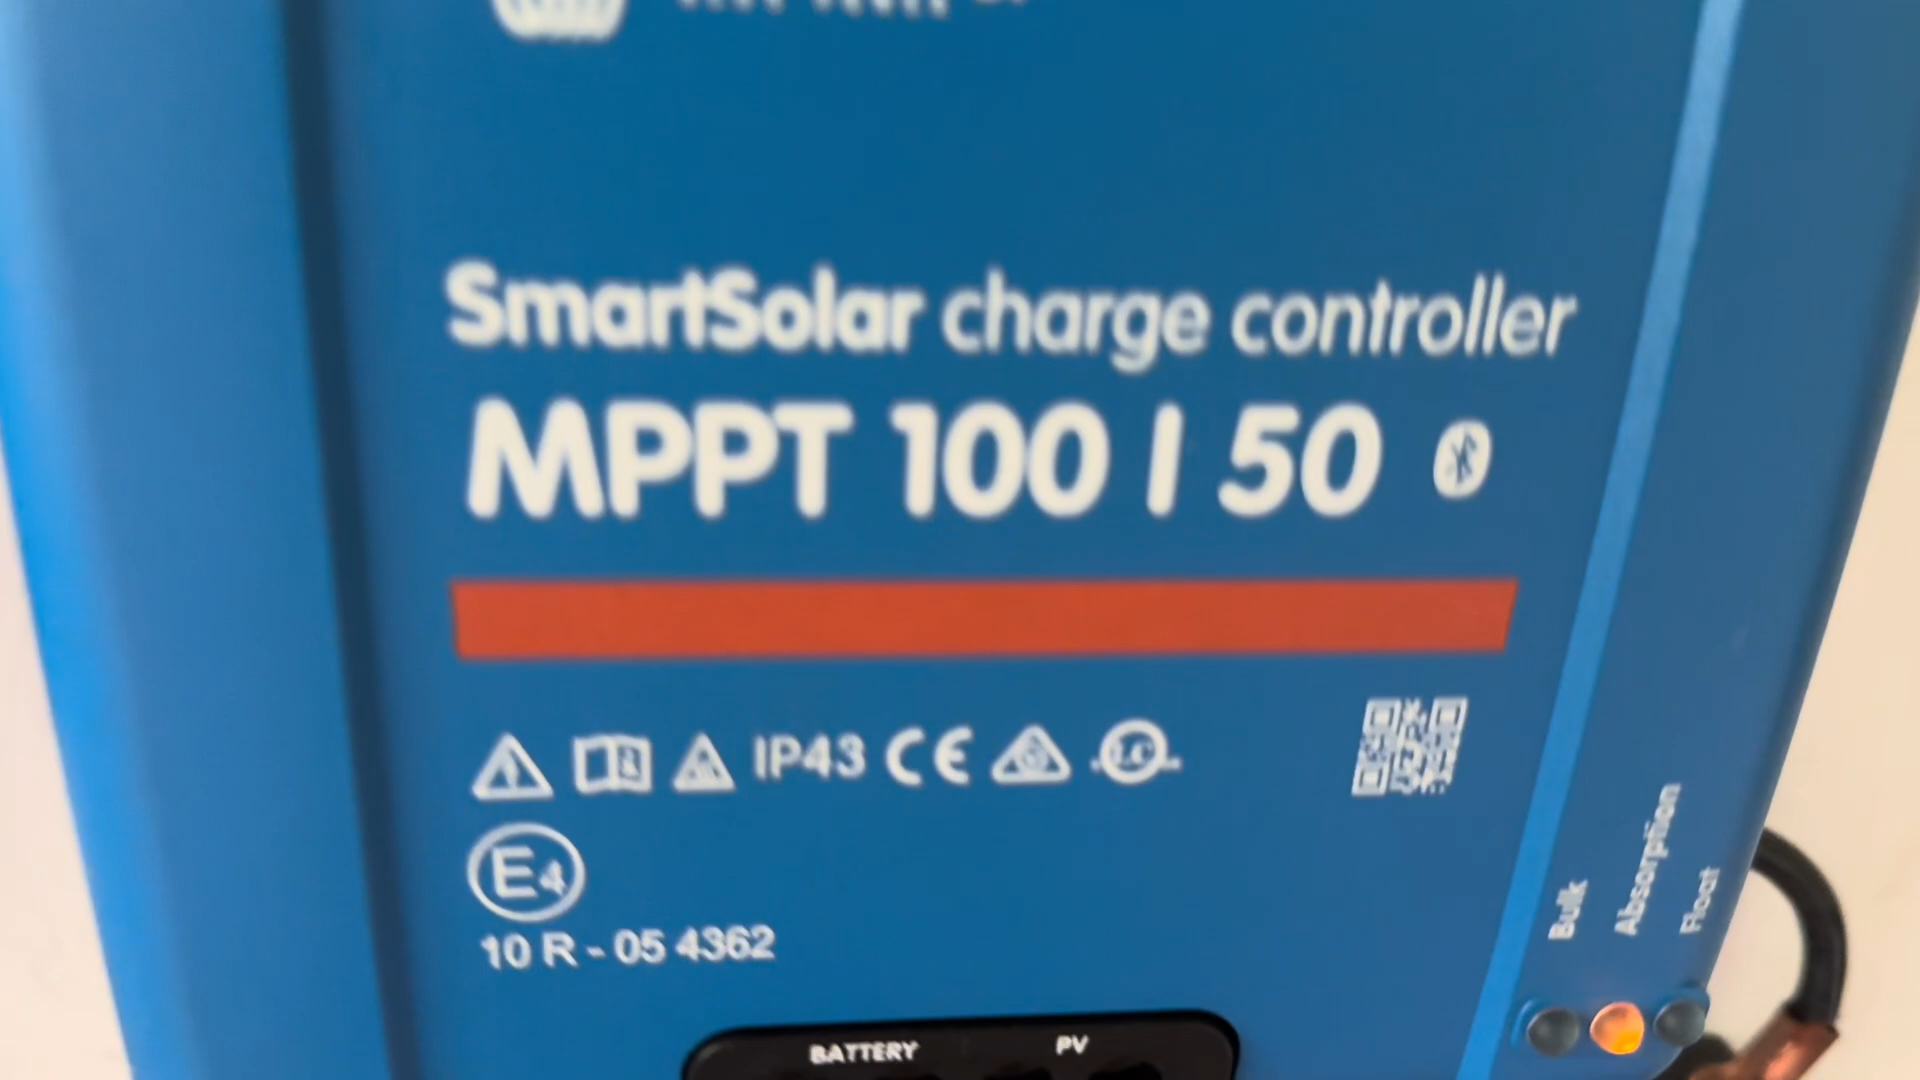 SmartSolar charge controller
MPPT 100 | 50
IP43 CE
E4
10 R - 05 4362
Bulk
Absorption
Float
BATTERY PV